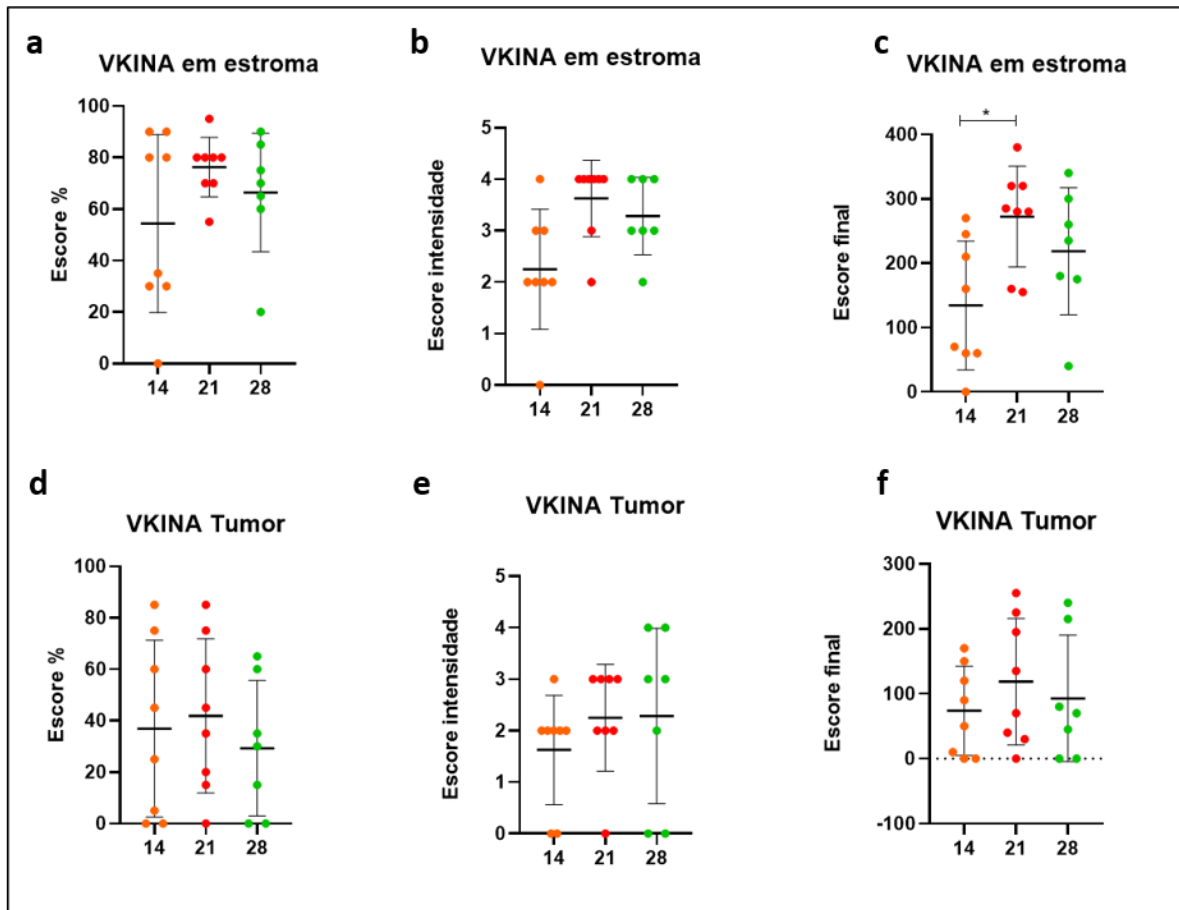 a
VKINA em estroma
Escore %
100
80
60
40
20
0
14 21 28
b
VKINA em estroma
Escore intensidade
5
4
3
2
1
0
14 21 28
c
VKINA em estroma
*
Escore final
400
300
200
100
0
14 21 28
d
VKINA Tumor
Escore %
100
80
60
40
20
0
14 21 28
e
VKINA Tumor
Escore intensidade
5
4
3
2
1
0
14 21 28
f
VKINA Tumor
Escore final
300
200
100
0
-100
14 21 28